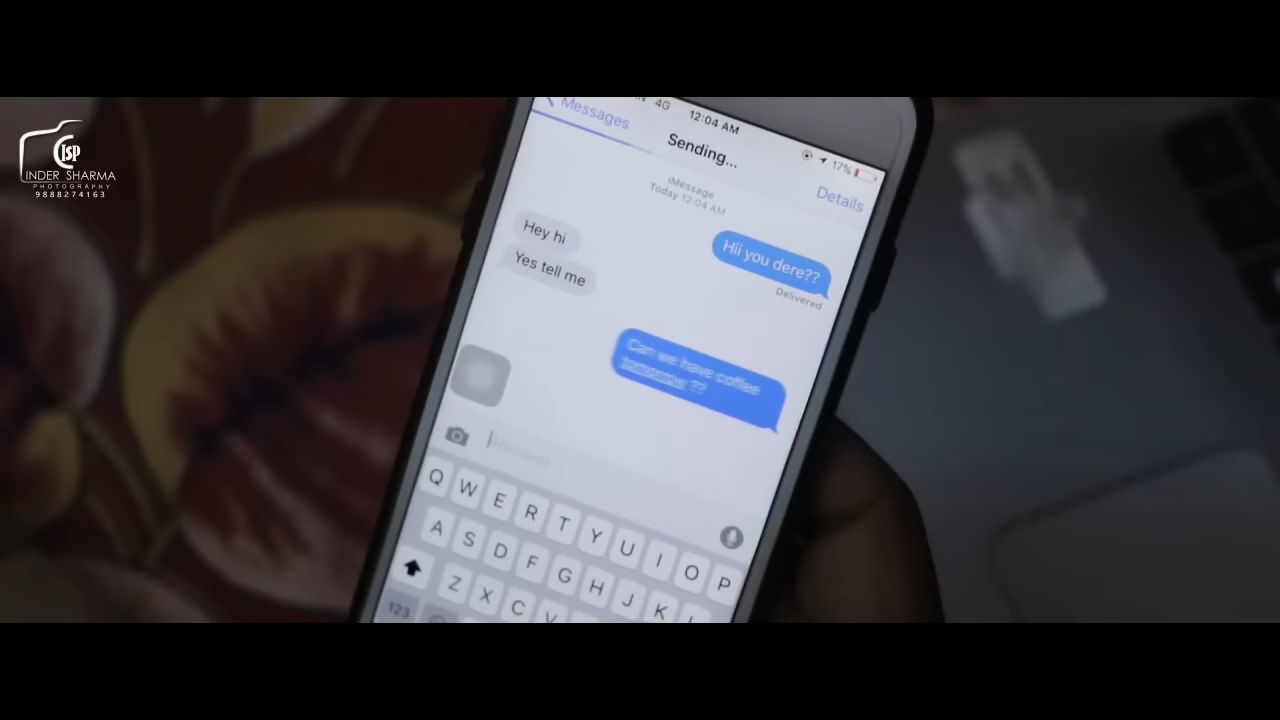 ISP
INDER SHARMA
PHOTOGRAPHY
9888274163
4G 12:04 AM 17%
Messages Sending... Details
iMessage
Today 12:04 AM
Hii you dere??
Delivered
Hey hi
Yes tell me
Can we have coffee
??
iMessage
Q W E R T Y U I O P
A S D F G H J K L
Z X C V
123